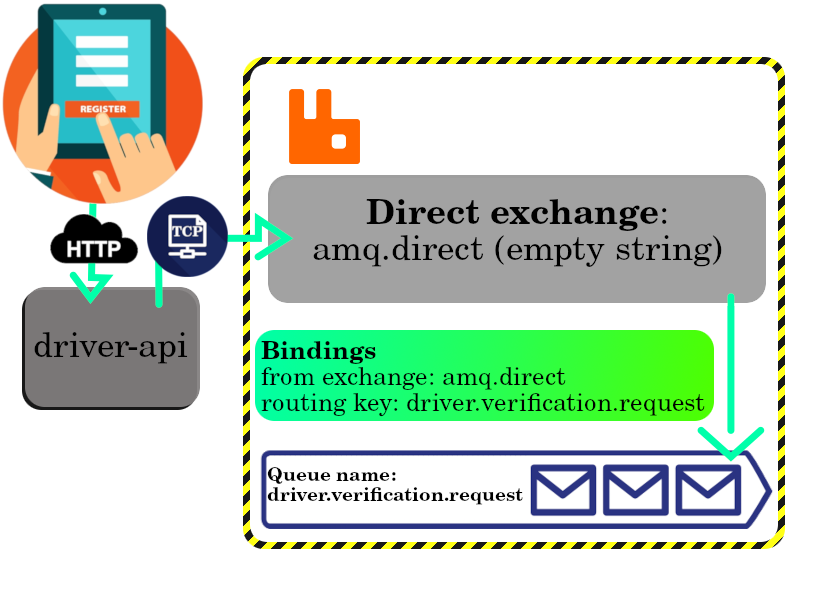 REGISTER
HTTP
TCP
driver-api
Direct exchange:
amq.direct (empty string)
Bindings
from exchange: amq.direct
routing key: driver.verification.request
Queue name:
driver.verification.request